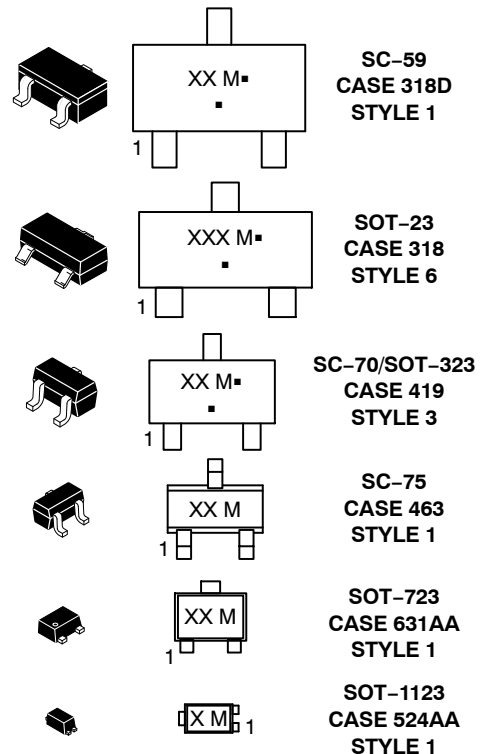 XX M▪
▪
1
SC−59
CASE 318D
STYLE 1
XXX M▪
▪
1
SOT−23
CASE 318
STYLE 6
XX M▪
▪
1
SC−70/SOT−323
CASE 419
STYLE 3
XX M
1
SC−75
CASE 463
STYLE 1
XX M
1
SOT−723
CASE 631AA
STYLE 1
X M
1
SOT−1123
CASE 524AA
STYLE 1